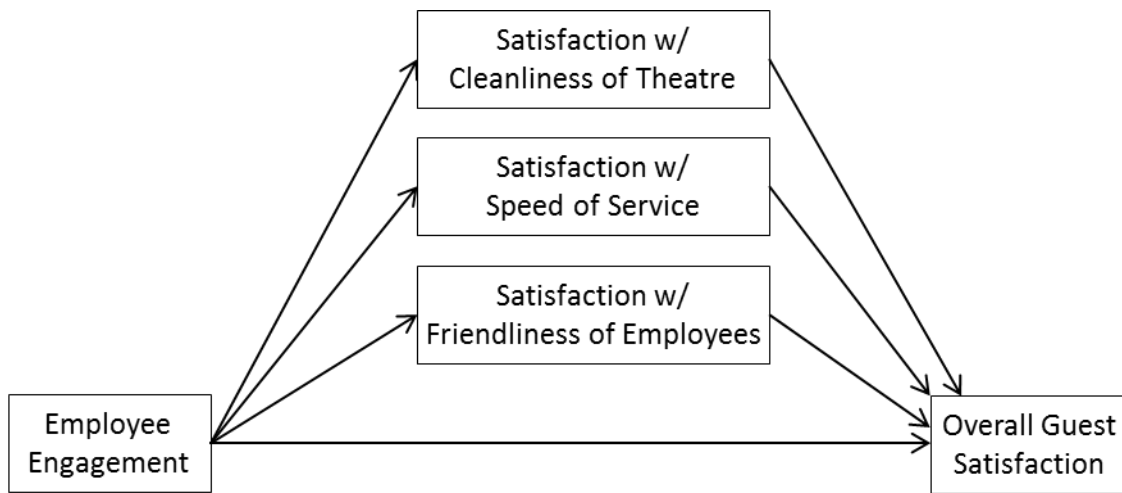 Satisfaction w/
Cleanliness of Theatre
Satisfaction w/
Speed of Service
Satisfaction w/
Friendliness of Employees
Employee
Engagement
Overall Guest
Satisfaction